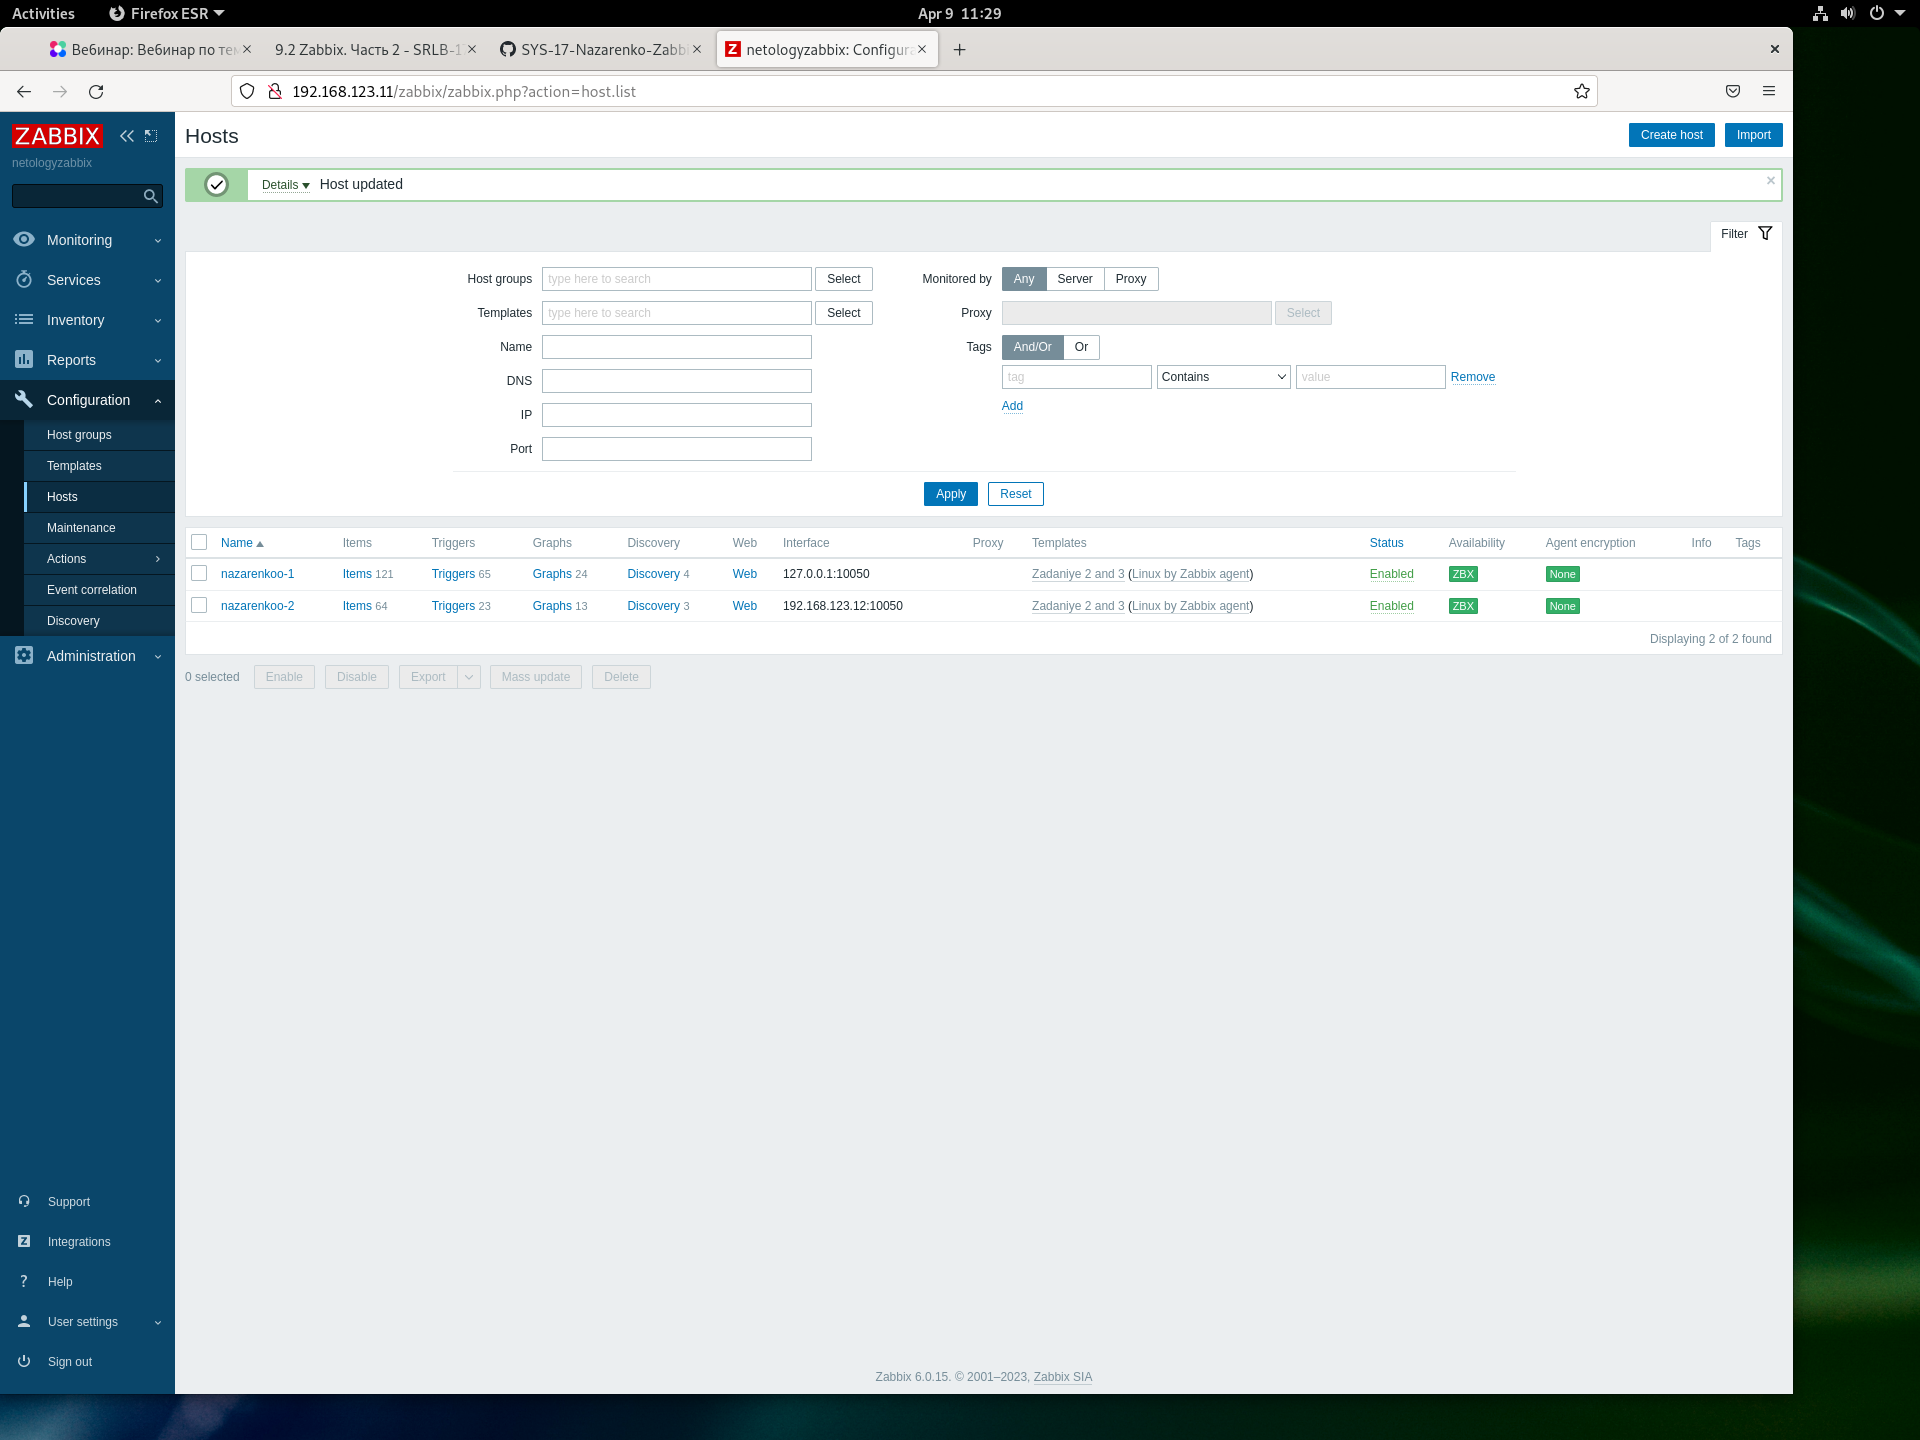 Activities
Firefox ESR
Apr 9 11:29
Вебинар: Вебинар по тем
9.2 Zabbix. Часть 2 - SRLB-1
SYS-17-Nazarenko-Zabb
netologyzabbix: Configura
192.168.123.11/zabbix/zabbix.php?action=host.list
ZABBIX
netologyzabbix
Monitoring
Services
Inventory
Reports
Configuration
Host groups
Templates
Hosts
Maintenance
Actions
Event correlation
Discovery
Administration
Support
Integrations
Help
User settings
Sign out
Hosts
Create host
Import
Details
Host updated
Filter
Host groups type here to search Select
Templates type here to search Select
Name
DNS
IP
Port
Monitored by Any Server Proxy
Proxy Select
Tags And/Or Or
tag Contains value Remove
Add
Apply Reset
Name Items Triggers Graphs Discovery Web Interface Proxy Templates Status Availability Agent encryption Info Tags
nazarenkoo-1 Items 121 Triggers 65 Graphs 24 Discovery 4 Web 127.0.0.1:10050 Zadaniye 2 and 3 (Linux by Zabbix agent) Enabled ZBX None
nazarenkoo-2 Items 64 Triggers 23 Graphs 13 Discovery 3 Web 192.168.123.12:10050 Zadaniye 2 and 3 (Linux by Zabbix agent) Enabled ZBX None
Displaying 2 of 2 found
0 selected Enable Disable Export Mass update Delete
Zabbix 6.0.15. © 2001–2023, Zabbix SIA